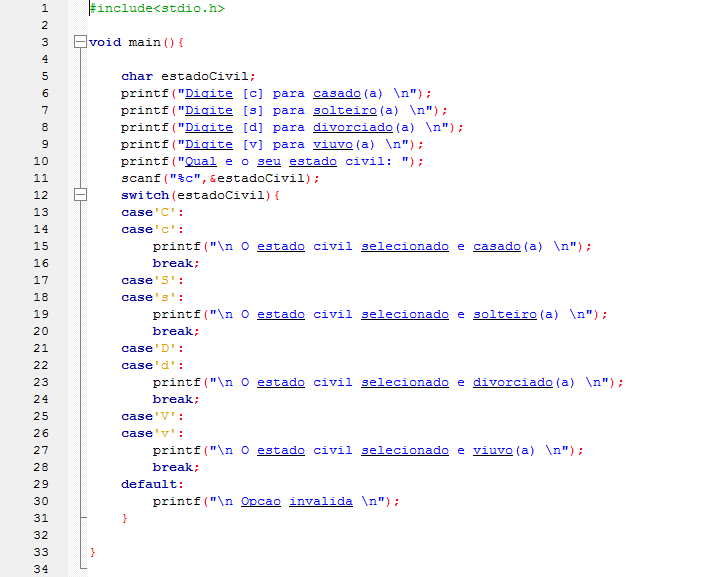 1 #include<stdio.h>
2
3 void main(){
4
5 char estadoCivil;
6 printf("Digite [c] para casado(a) \n");
7 printf("Digite [s] para solteiro(a) \n");
8 printf("Digite [d] para divorciado(a) \n");
9 printf("Digite [v] para viuvo(a) \n");
10 printf("Qual e o seu estado civil: ");
11 scanf("%c",&estadoCivil);
12 switch(estadoCivil){
13 case'C':
14 case'c':
15 printf("\n O estado civil selecionado e casado(a) \n");
16 break;
17 case'S':
18 case's':
19 printf("\n O estado civil selecionado e solteiro(a) \n");
20 break;
21 case'D':
22 case'd':
23 printf("\n O estado civil selecionado e divorciado(a) \n");
24 break;
25 case'V':
26 case'v':
27 printf("\n O estado civil selecionado e viuvo(a) \n");
28 break;
29 default:
30 printf("\n Opcao invalida \n");
31 }
32
33 }
34